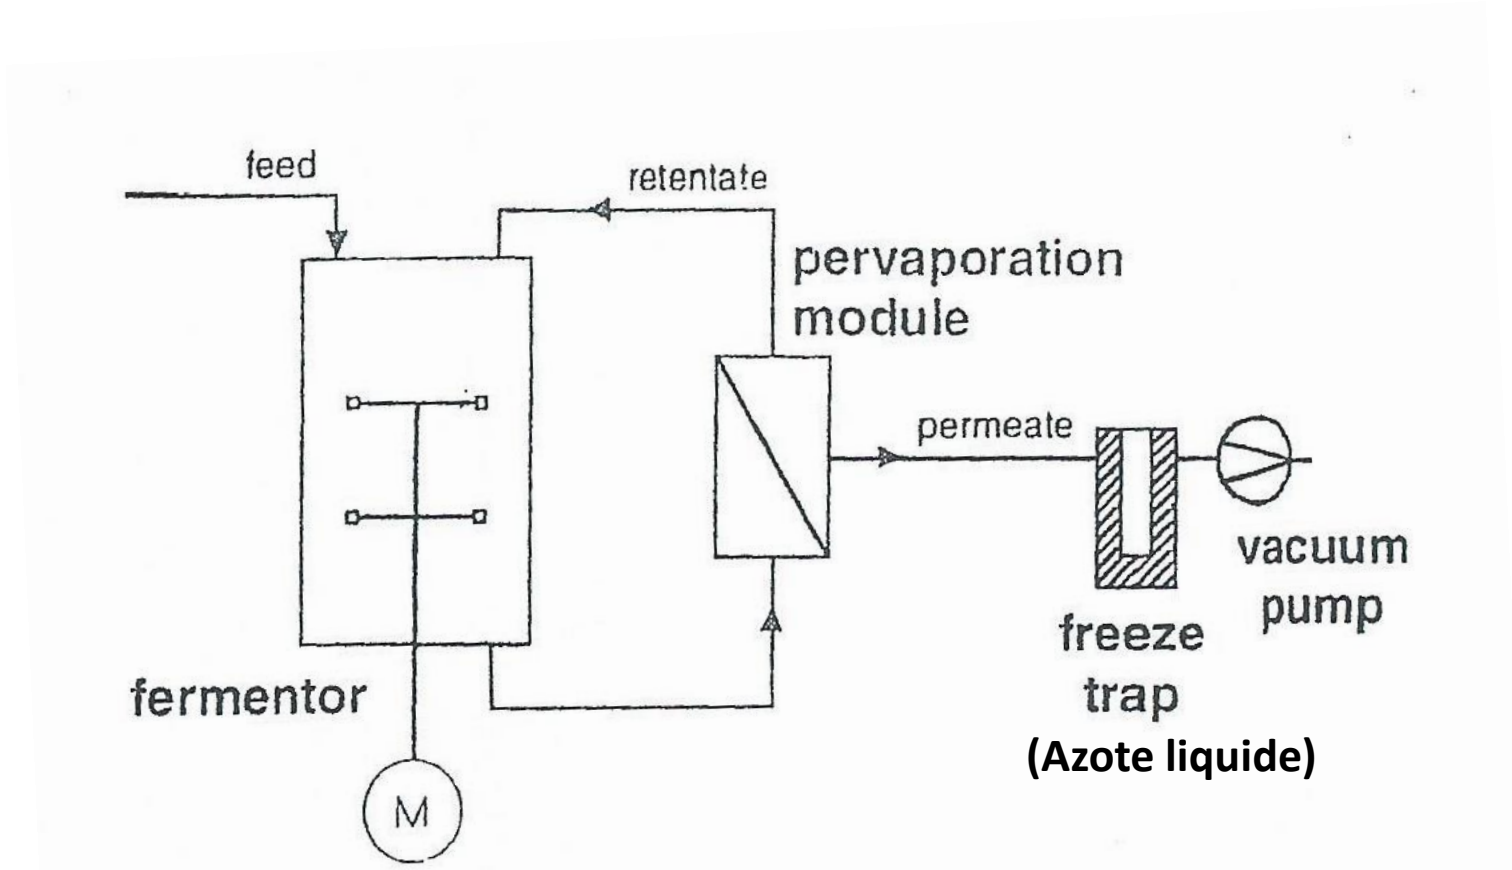 feed
retentate
pervaporation
module
permeate
vacuum
pump
freeze
trap
(Azote liquide)
fermentor
M